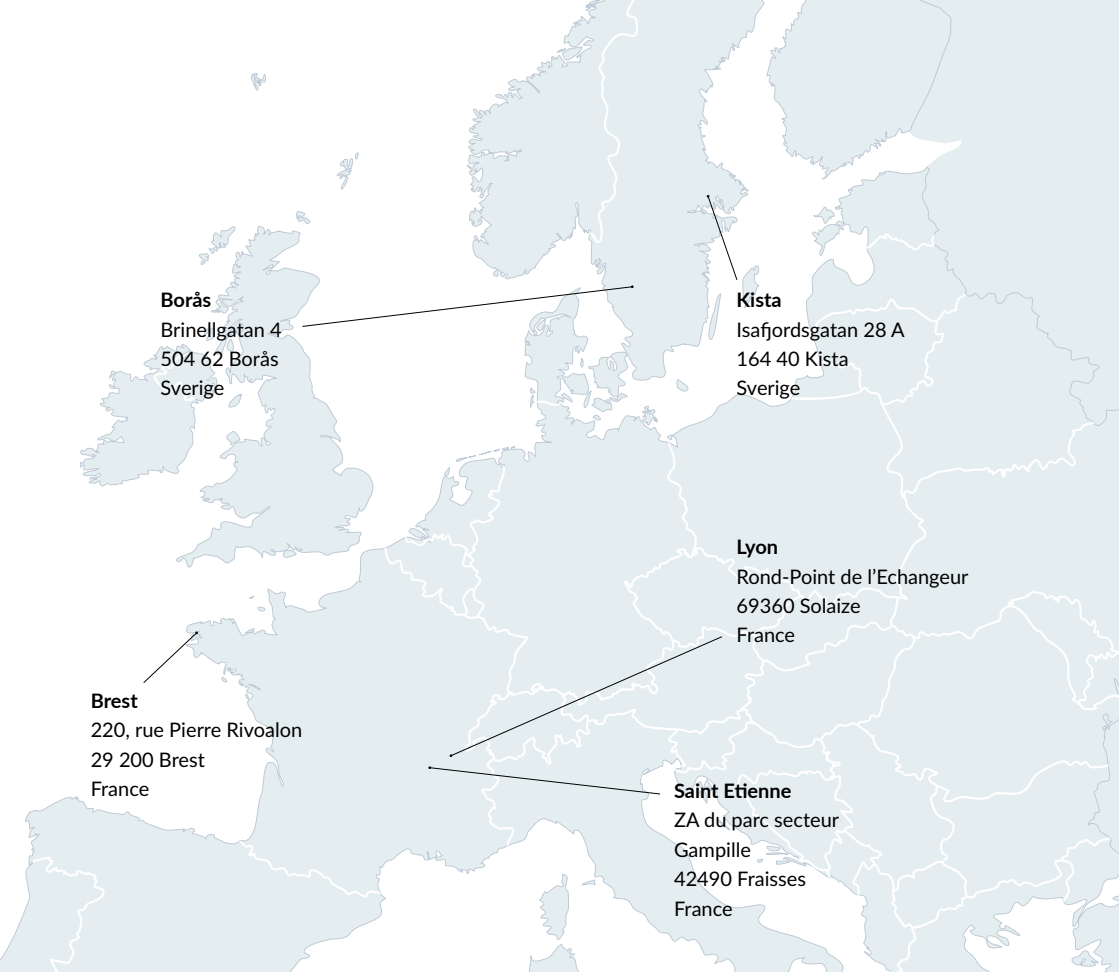 Borås
Brinellgatan 4
504 62 Borås
Sverige
Kista
Isafjordsgatan 28 A
164 40 Kista
Sverige
Lyon
Rond-Point de l’Echangeur
69360 Solaize
France
Brest
220, rue Pierre Rivoalon
29 200 Brest
France
Saint Etienne
ZA du parc secteur
Gampille
42490 Fraisses
France